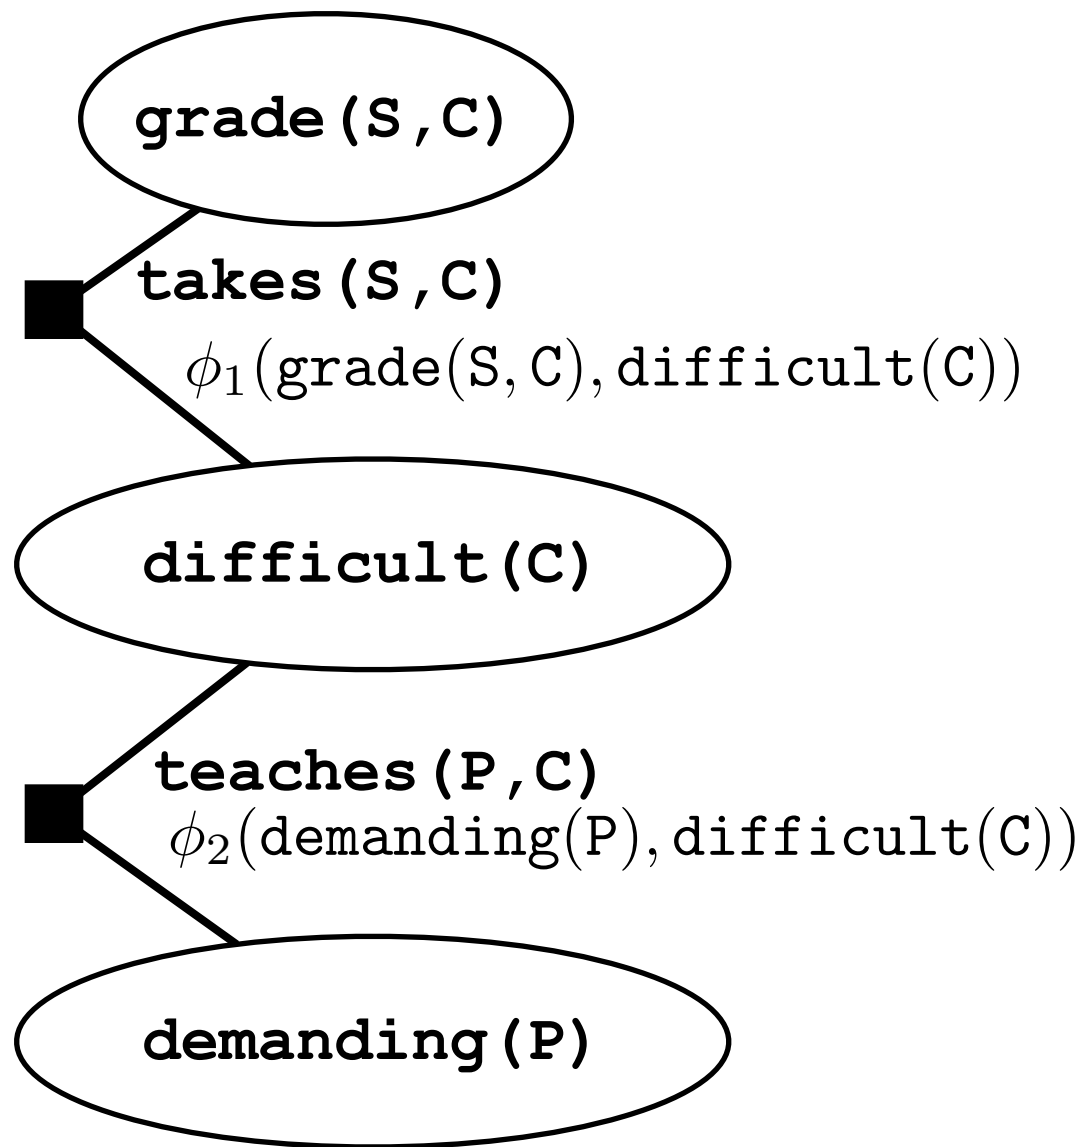 grade(S,C)
takes(S,C)
ϕ₁(grade(S, C), difficult(C))
difficult(C)
teaches(P,C)
ϕ₂(demanding(P), difficult(C))
demanding(P)